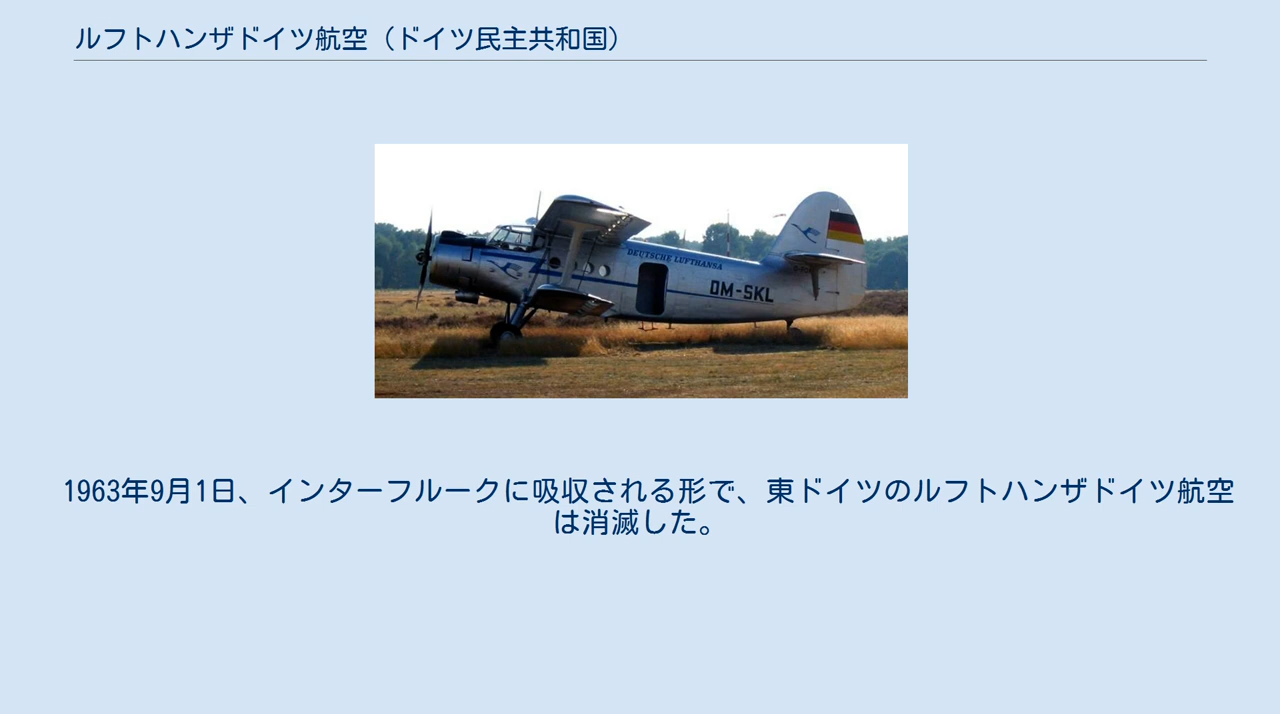 ルフトハンザドイツ航空（ドイツ民主共和国）
DEUTSCHE LUFTHANSA
DM-SKL
1963年9月1日、インターフルークに吸収される形で、東ドイツのルフトハンザドイツ航空
は消滅した。